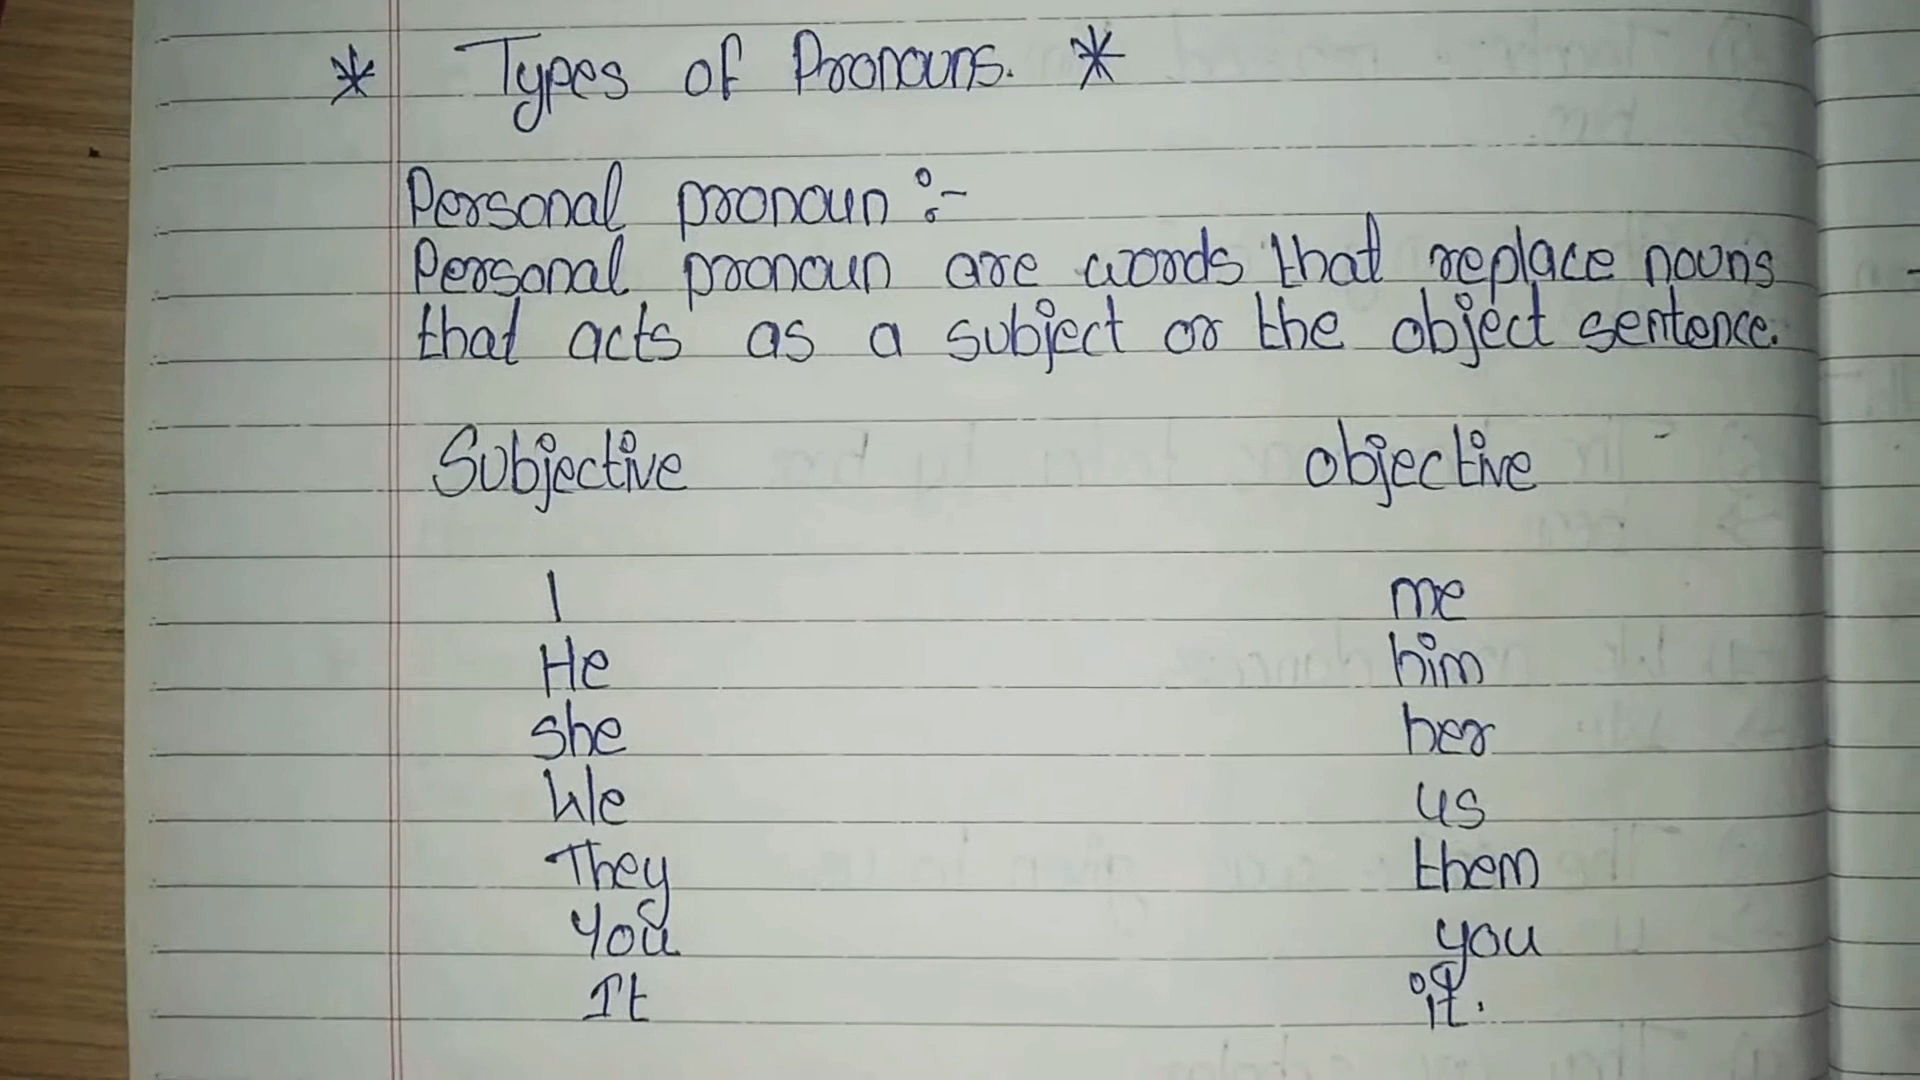 * Types of Pronouns. *
Personal pronoun :-
Personal pronoun are words that replace nouns
that acts as a subject or the object sentence.
Subjective objective
I me
He him
she her
We us
They them
You you
It it.